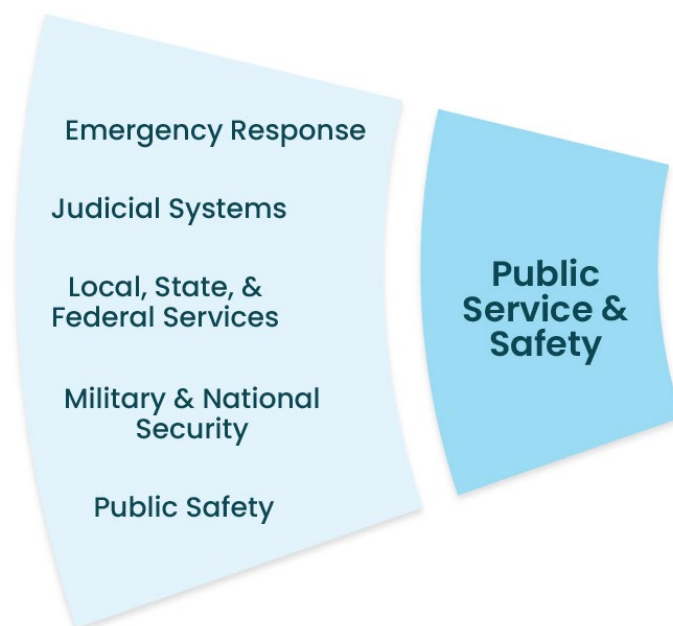 Emergency Response
Judicial Systems
Local, State, &
Federal Services
Military & National
Security
Public Safety
Public
Service &
Safety